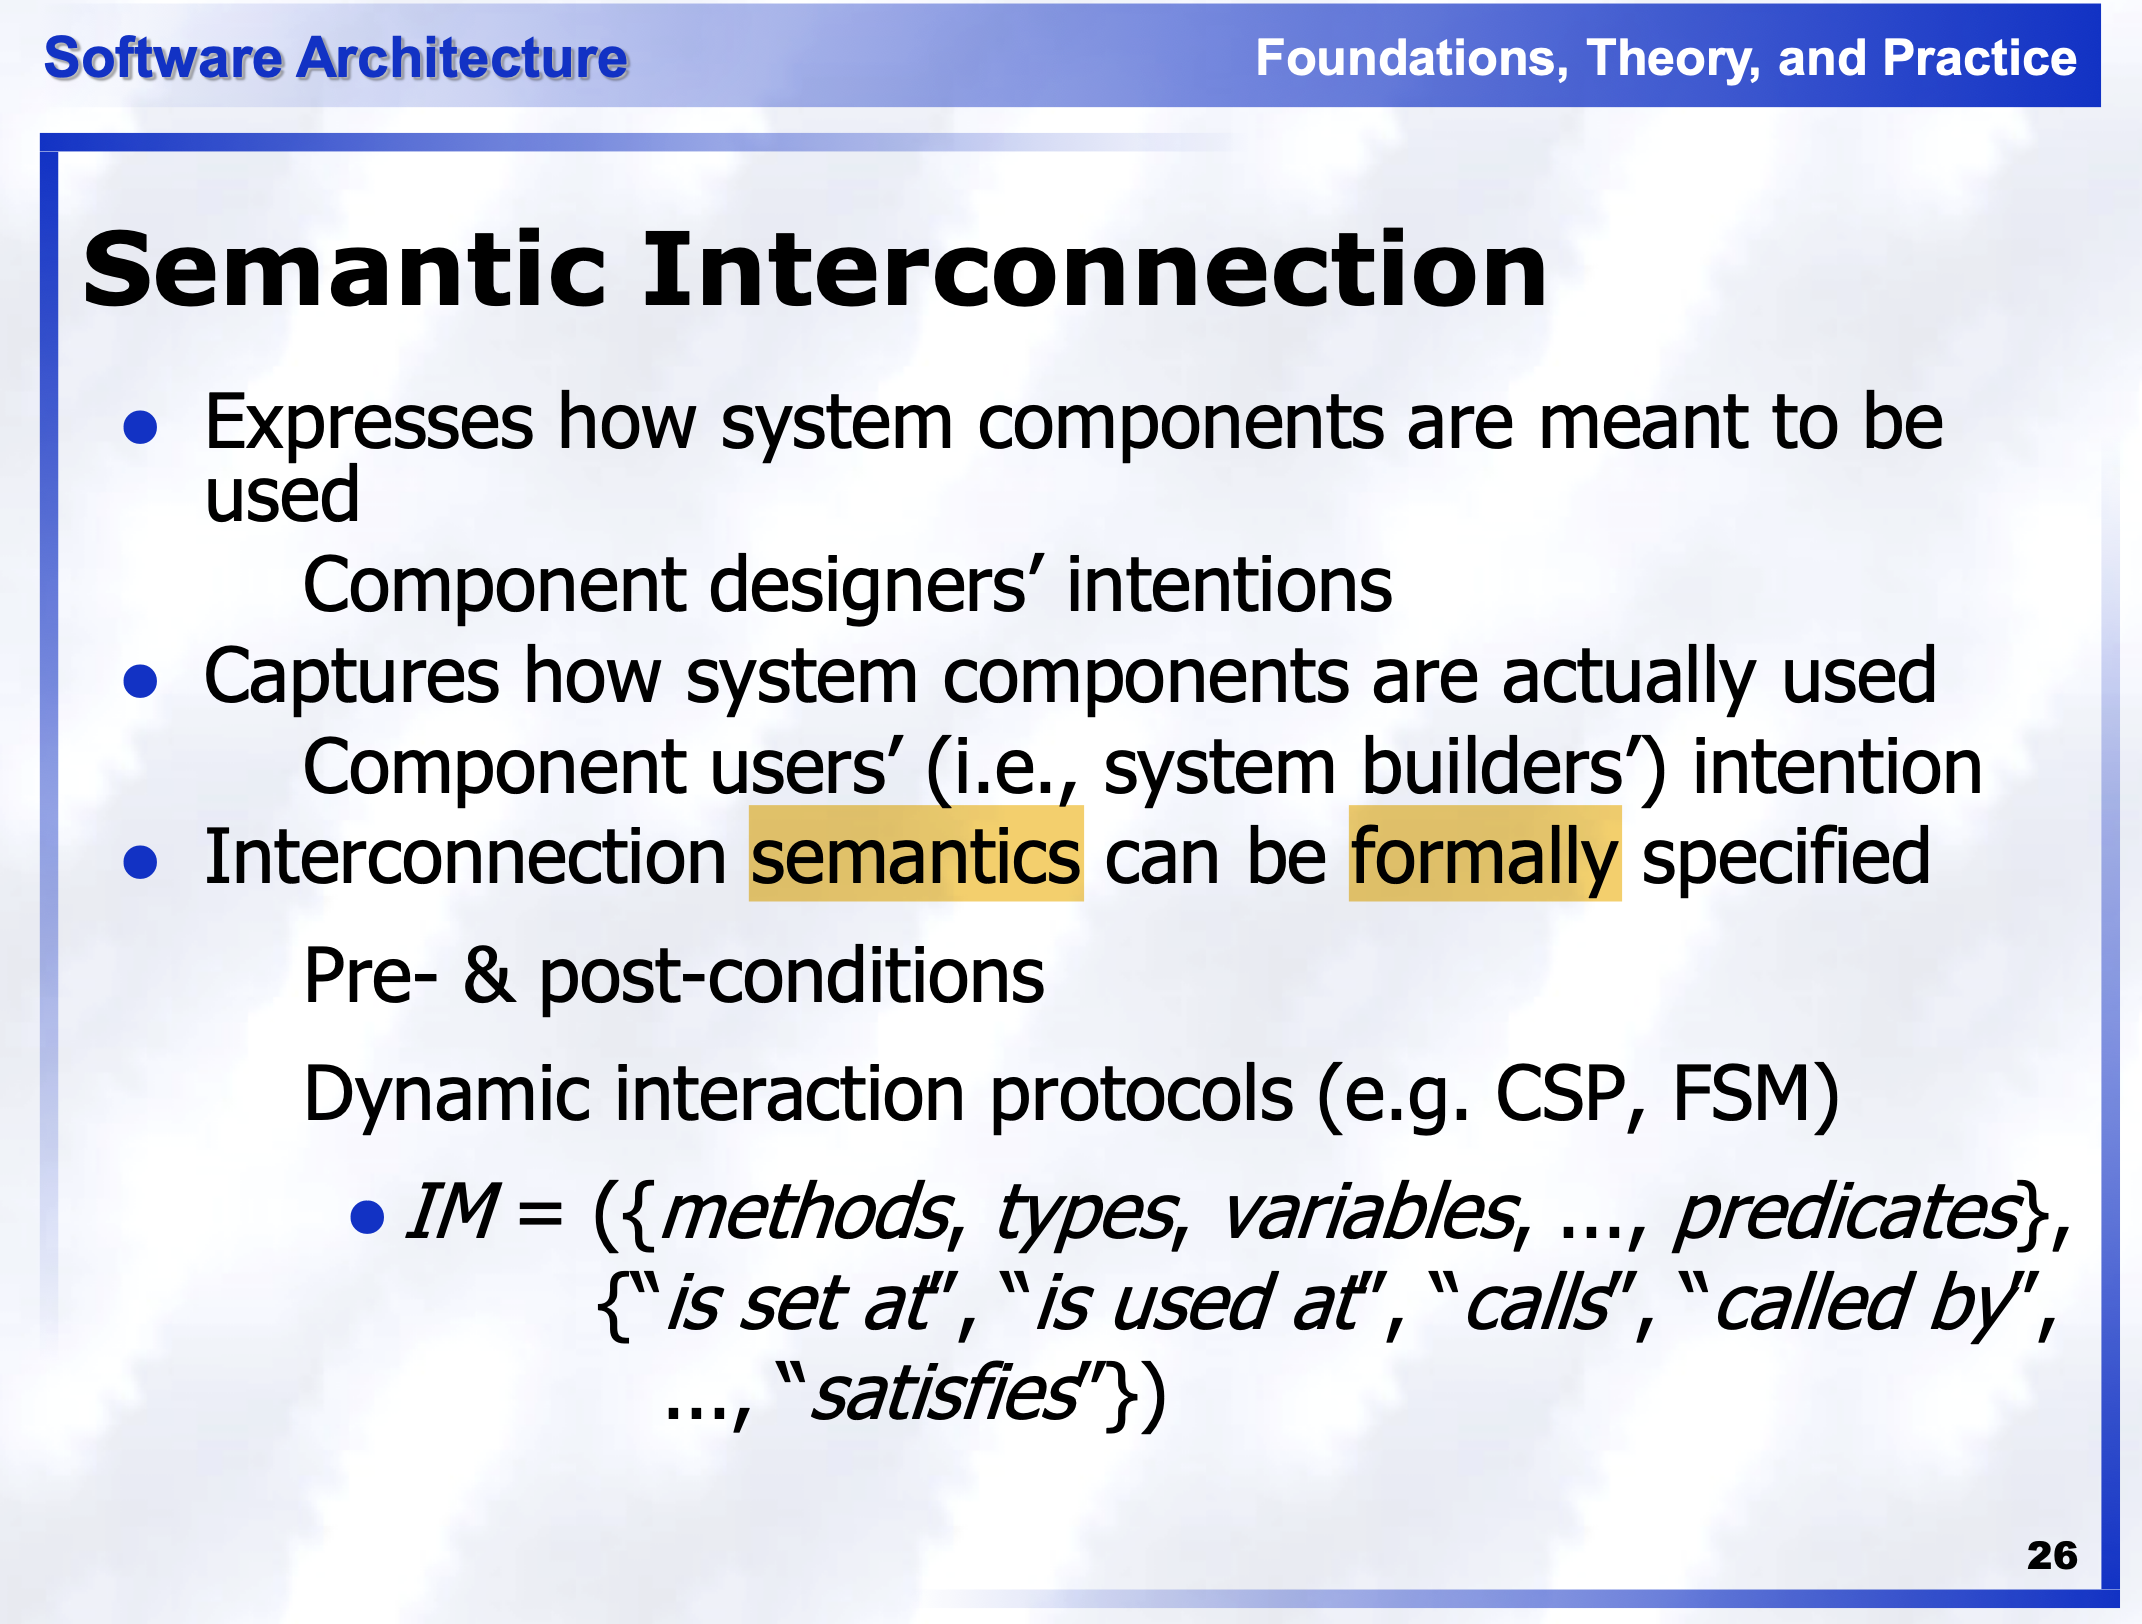 Software Architecture
Foundations, Theory, and Practice
Semantic Interconnection
● Expresses how system components are meant to be
used
Component designers’ intentions
● Captures how system components are actually used
Component users’ (i.e., system builders’) intention
● Interconnection semantics can be formally specified
Pre- & post-conditions
Dynamic interaction protocols (e.g. CSP, FSM)
● IM = ({methods, types, variables, …, predicates},
{“is set at”, “is used at”, “calls”, “called by”,
…, “satisfies”})
26